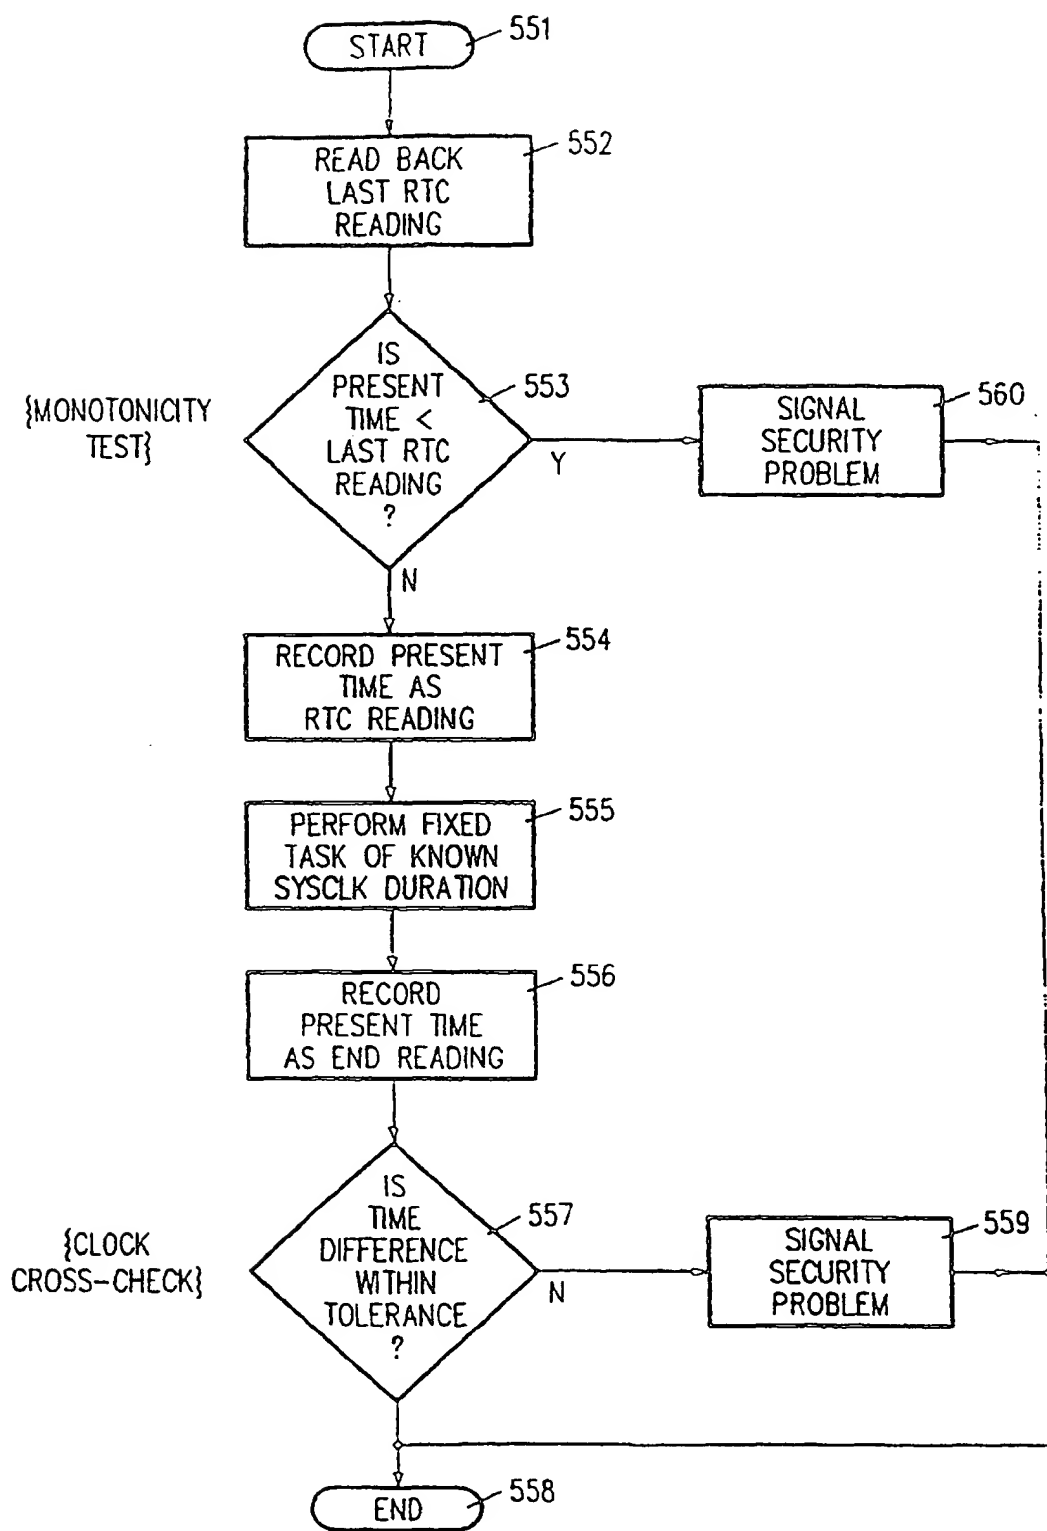 START
551
READ BACK
LAST RTC
READING
552
IS
PRESENT
TIME <
LAST RTC
READING
?
553
{MONOTONICITY
TEST}
Y
SIGNAL
SECURITY
PROBLEM
560
N
RECORD PRESENT
TIME AS
RTC READING
554
PERFORM FIXED
TASK OF KNOWN
SYSCLK DURATION
555
RECORD
PRESENT TIME
AS END READING
556
IS
TIME
DIFFERENCE
WITHIN
TOLERANCE
?
557
{CLOCK
CROSS-CHECK}
N
SIGNAL
SECURITY
PROBLEM
559
END
558